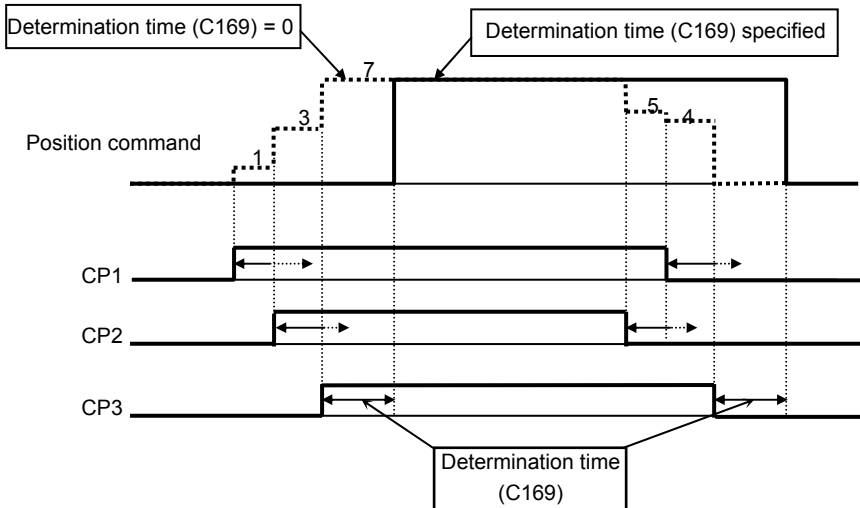 Determination time (C169) = 0
Determination time (C169) specified
7
5
3
4
Position command
1
CP1
CP2
CP3
Determination time
(C169)